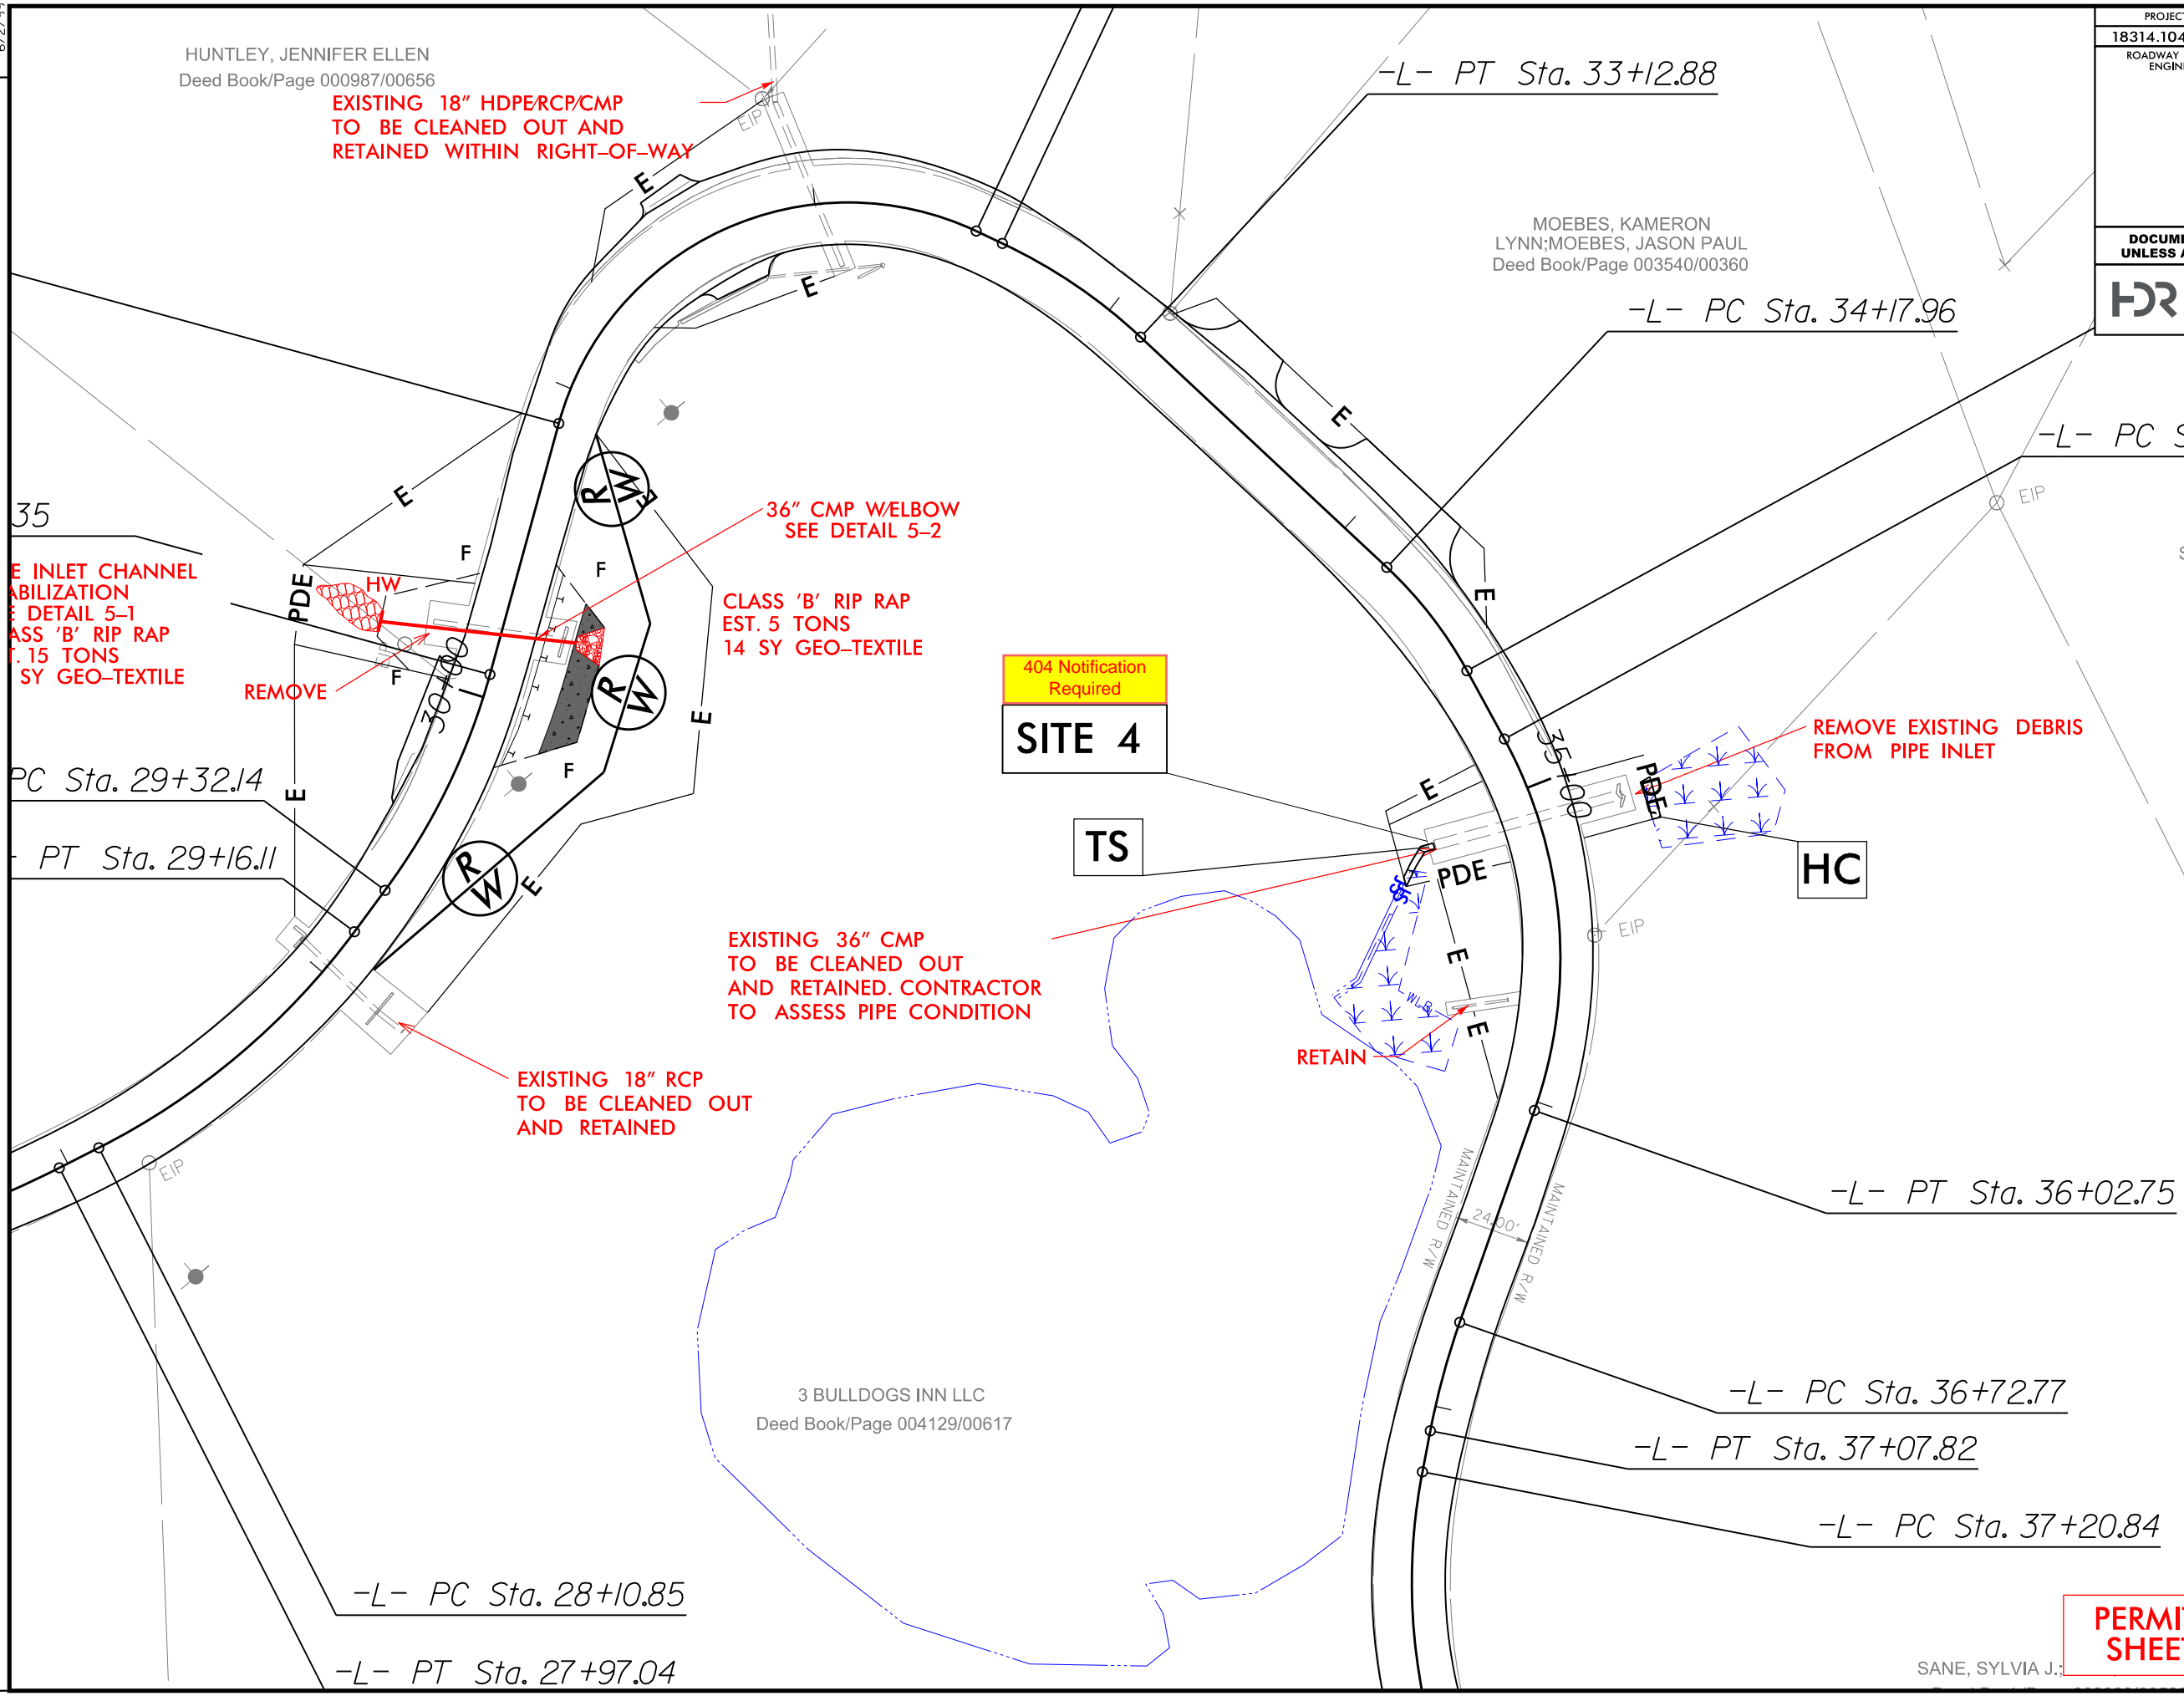 HUNTLEY, JENNIFER ELLEN
Deed Book/Page 000987/00656
EXISTING 18" HDPE/RCP/CMP
TO BE CLEANED OUT AND
RETAINED WITHIN RIGHT-OF-WAY
EIP
-L- PT Sta. 33+12.88
PROJECT
18314.104
ROADWAY
ENGIN
DOCUME
UNLESS A
HDR
MOEBES, KAMERON
LYNN;MOEBES, JASON PAUL
Deed Book/Page 003540/00360
-L- PC Sta. 34+17.96
-L- PC S
EIP
E
E
E
E
E
35
E INLET CHANNEL
ABILIZATION
E DETAIL 5-1
ASS 'B' RIP RAP
T. 15 TONS
SY GEO-TEXTILE
PDE
HW
F
F
F
F
REMOVE
30+00
R/W
E
R/W
E
36" CMP W/ELBOW
SEE DETAIL 5-2
CLASS 'B' RIP RAP
EST. 5 TONS
14 SY GEO-TEXTILE
404 Notification
Required
SITE 4
TS
E
35+00
PDE
REMOVE EXISTING DEBRIS
FROM PIPE INLET
HC
PDE
EIP
PC Sta. 29+32.14
PT Sta. 29+16.11
E
R/W
E
EXISTING 36" CMP
TO BE CLEANED OUT
AND RETAINED. CONTRACTOR
TO ASSESS PIPE CONDITION
E
WLB
E
RETAIN
EXISTING 18" RCP
TO BE CLEANED OUT
AND RETAINED
EIP
MAINTAINED R/W
24.00'
MAINTAINED R/W
-L- PT Sta. 36+02.75
-L- PC Sta. 36+72.77
-L- PT Sta. 37+07.82
-L- PC Sta. 37+20.84
3 BULLDOGS INN LLC
Deed Book/Page 004129/00617
-L- PC Sta. 28+10.85
-L- PT Sta. 27+97.04
PERMIT
SHEET
SANE, SYLVIA J.;